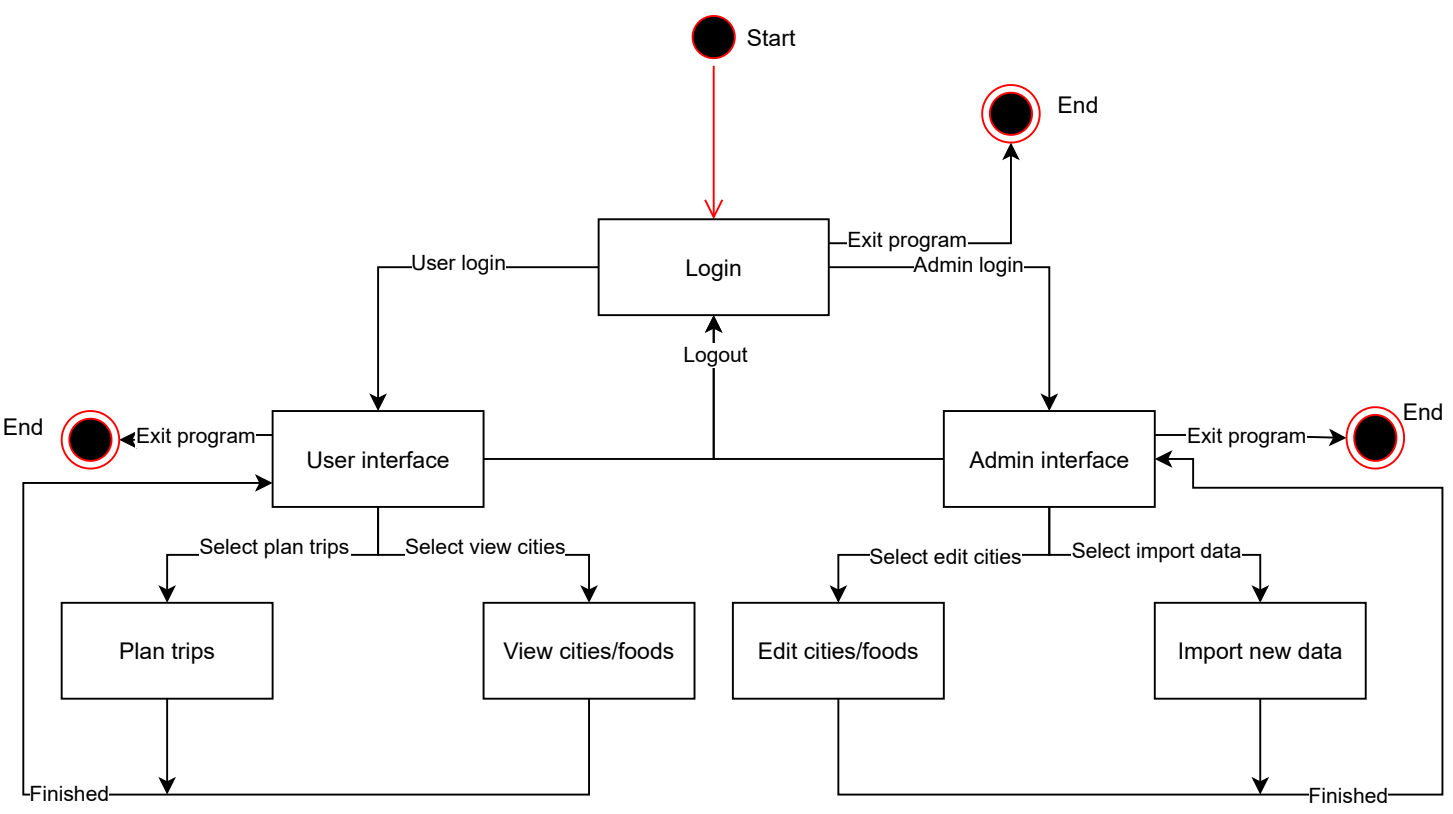 Start
End
Exit program
Login
User login
Admin login
Logout
End
Exit program
User interface
Admin interface
Exit program
End
Select plan trips
Select view cities
Select edit cities
Select import data
Plan trips
View cities/foods
Edit cities/foods
Import new data
Finished
Finished